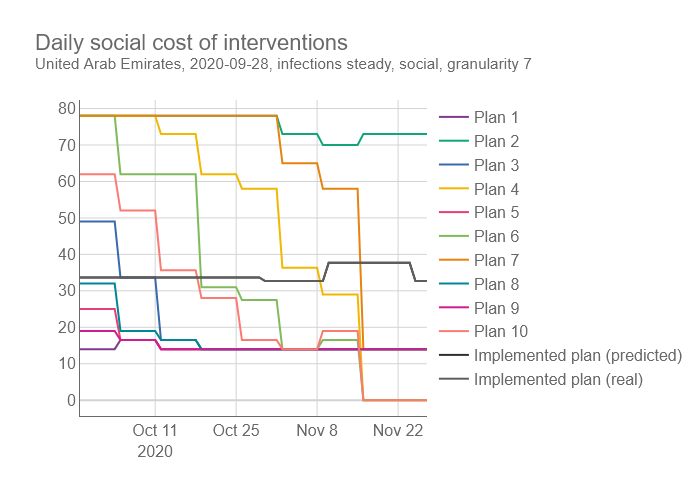 Daily social cost of interventions
United Arab Emirates, 2020-09-28, infections steady, social, granularity 7
80
70
60
50
40
30
20
10
0
Oct 11
2020
Oct 25
Nov 8
Nov 22
Plan 1
Plan 2
Plan 3
Plan 4
Plan 5
Plan 6
Plan 7
Plan 8
Plan 9
Plan 10
Implemented plan (predicted)
Implemented plan (real)